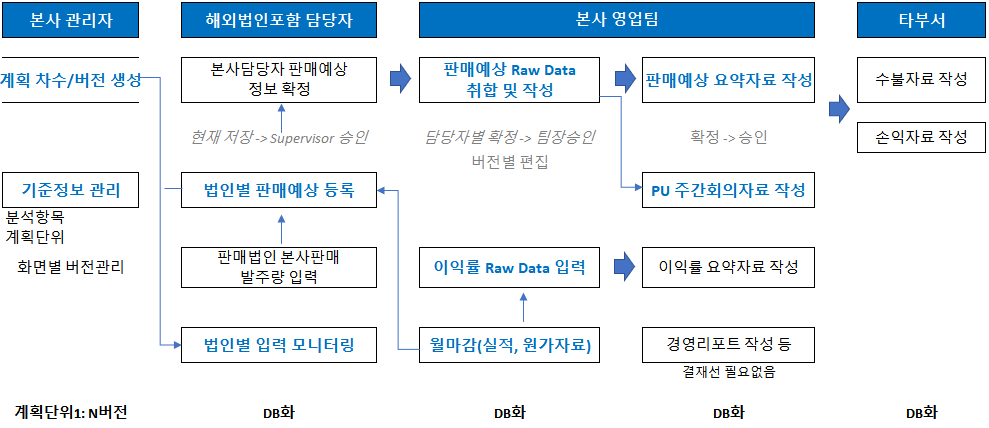 본사 관리자
해외법인포함 담당자
본사 영업팀
타부서
계획 차수/버전 생성
본사담당자 판매예상
정보 확정
판매예상 Raw Data
취합 및 작성
판매예상 요약자료 작성
수불자료 작성
현재 저장 -> Supervisor 승인
담당자별 확정 -> 팀장승인
버전별 편집
확정 -> 승인
손익자료 작성
기준정보 관리
분석항목
계획단위
화면별 버전관리
법인별 판매예상 등록
PU 주간회의자료 작성
판매법인 본사판매
발주량 입력
이익률 Raw Data 입력
이익률 요약자료 작성
법인별 입력 모니터링
월마감(실적, 원가자료)
경영리포트 작성 등
결재선 필요없음
계획단위1: N버전
DB화
DB화
DB화
DB화